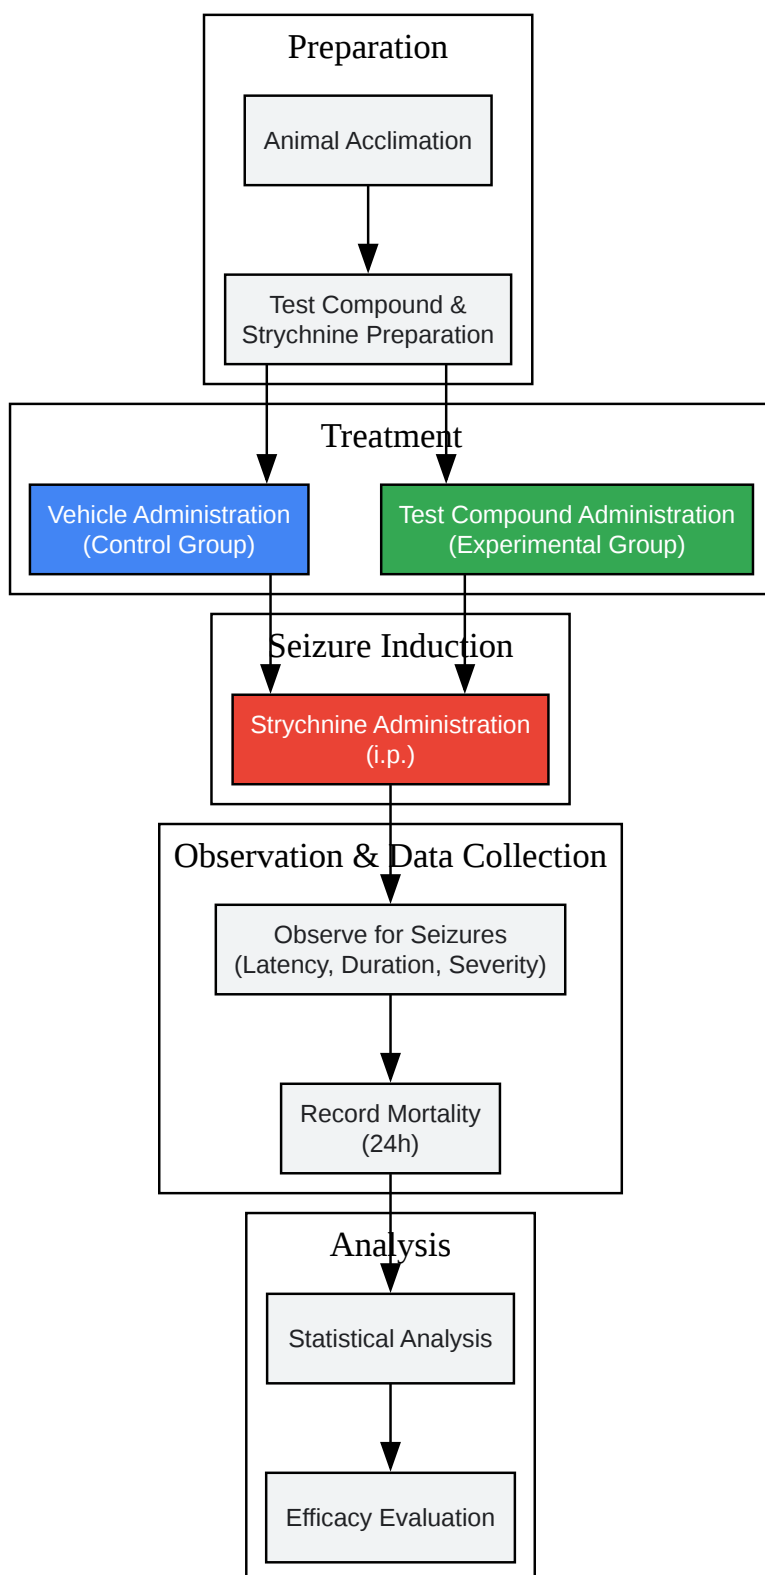 Preparation
Animal Acclimation
Test Compound &
Strychnine Preparation
Treatment
Vehicle Administration
(Control Group)
Test Compound Administration
(Experimental Group)
Seizure Induction
Strychnine Administration
(i.p.)
Observation & Data Collection
Observe for Seizures
(Latency, Duration, Severity)
Record Mortality
(24h)
Analysis
Statistical Analysis
Efficacy Evaluation